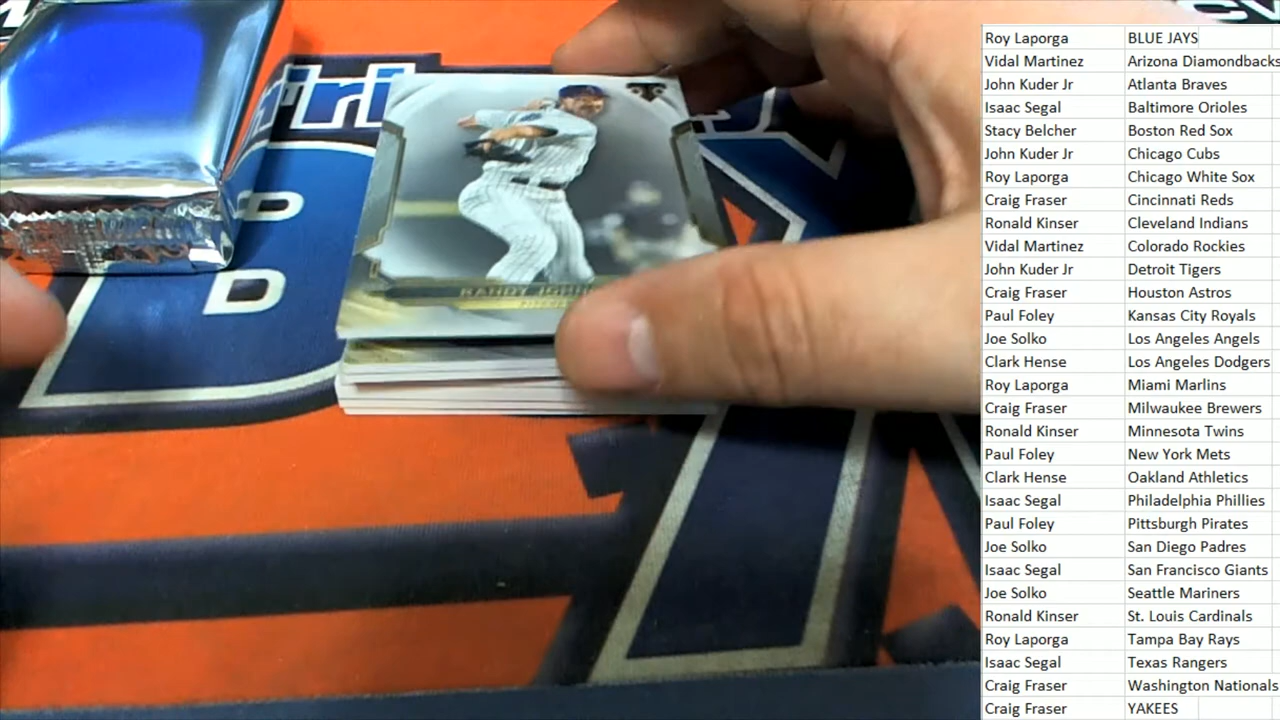 Roy Laporga BLUE JAYS
Vidal Martinez Arizona Diamondbacks
John Kuder Jr Atlanta Braves
Isaac Segal Baltimore Orioles
Stacy Belcher Boston Red Sox
John Kuder Jr Chicago Cubs
Roy Laporga Chicago White Sox
Craig Fraser Cincinnati Reds
Ronald Kinser Cleveland Indians
Vidal Martinez Colorado Rockies
John Kuder Jr Detroit Tigers
Craig Fraser Houston Astros
Paul Foley Kansas City Royals
Joe Solko Los Angeles Angels
Clark Hense Los Angeles Dodgers
Roy Laporga Miami Marlins
Craig Fraser Milwaukee Brewers
Ronald Kinser Minnesota Twins
Paul Foley New York Mets
Clark Hense Oakland Athletics
Isaac Segal Philadelphia Phillies
Paul Foley Pittsburgh Pirates
Joe Solko San Diego Padres
Isaac Segal San Francisco Giants
Joe Solko Seattle Mariners
Ronald Kinser St. Louis Cardinals
Roy Laporga Tampa Bay Rays
Isaac Segal Texas Rangers
Craig Fraser Washington Nationals
Craig Fraser YAKEES
RANDY
B
D